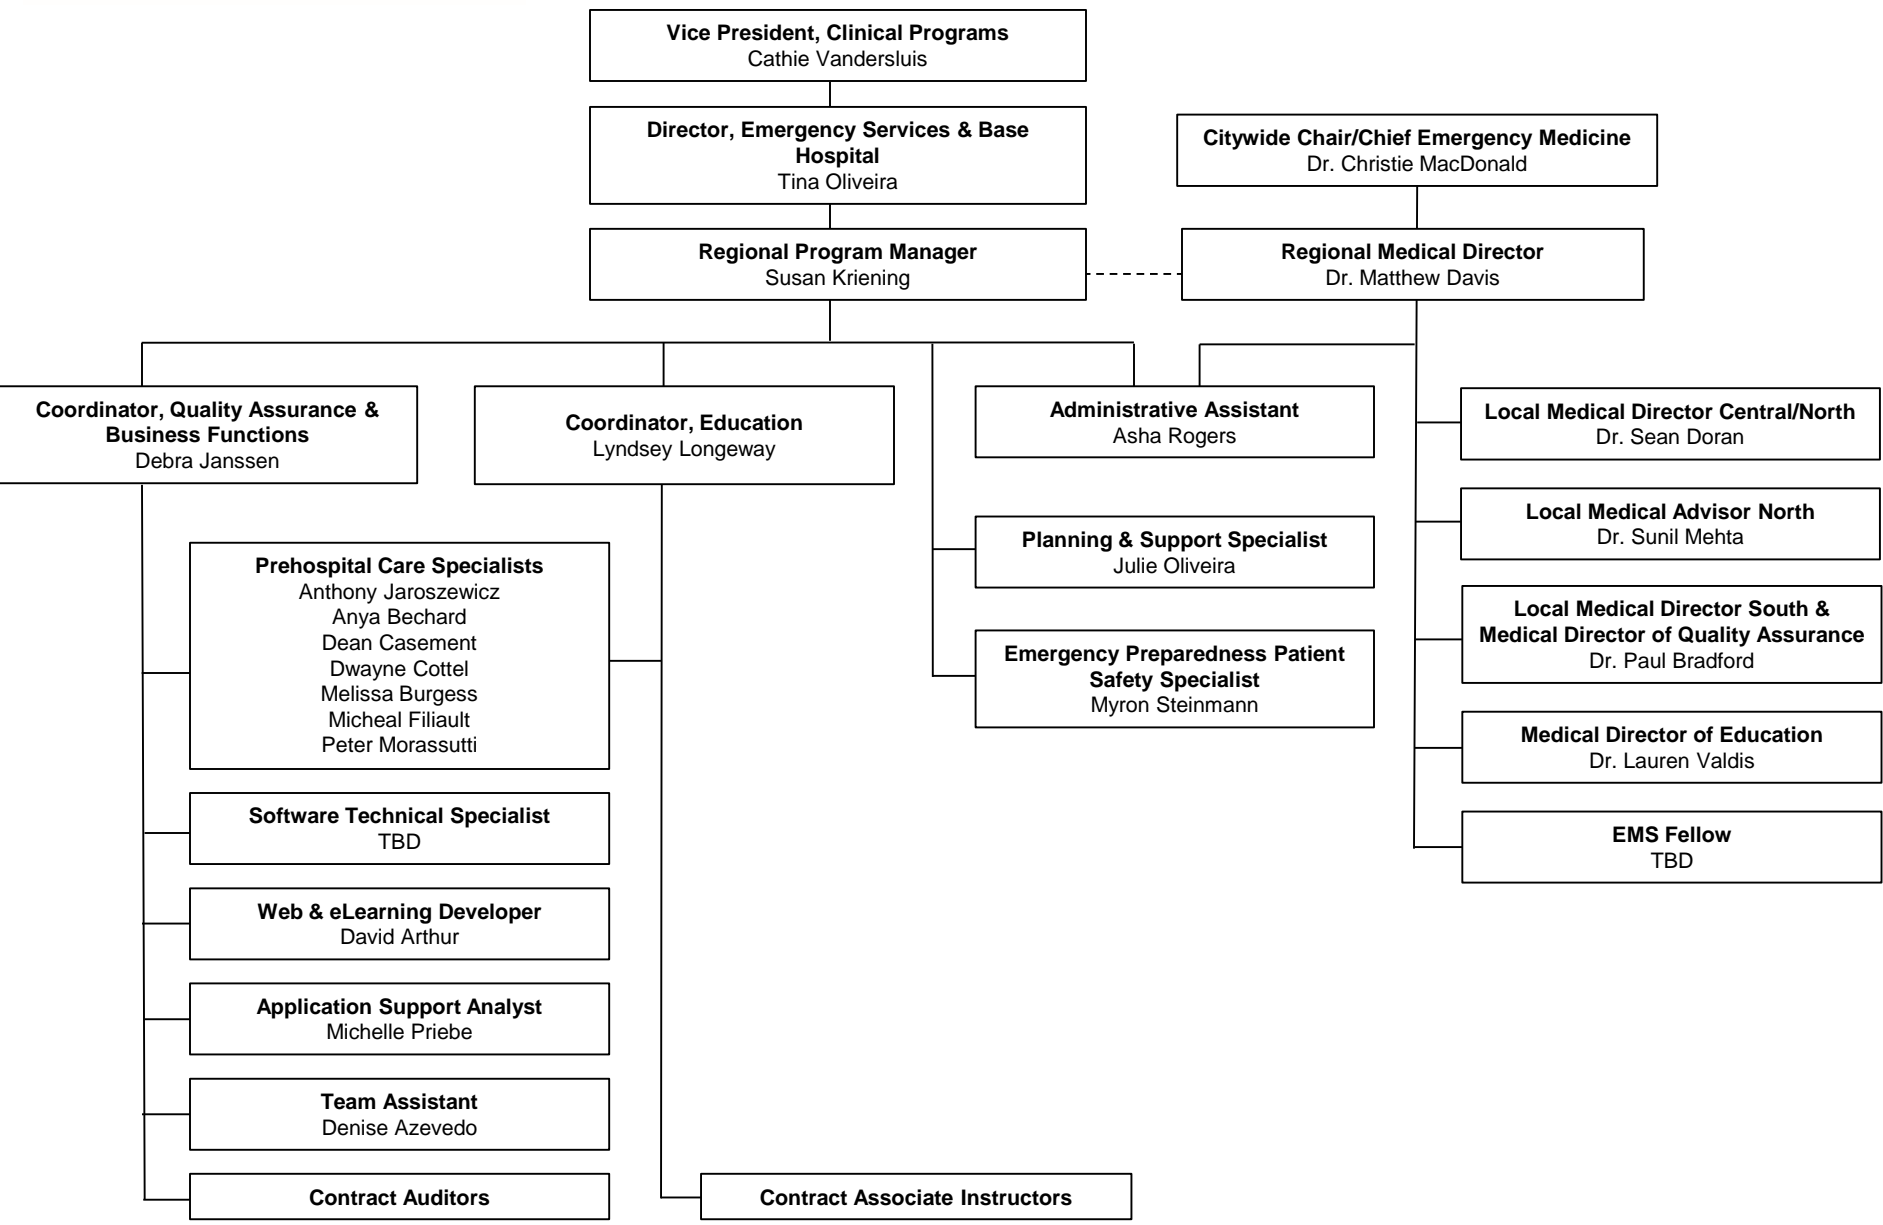 Vice President, Clinical Programs
Cathie Vandersluis
Director, Emergency Services & Base
Hospital
Tina Oliveira
Citywide Chair/Chief Emergency Medicine
Dr. Christie MacDonald
Regional Program Manager
Susan Kriening
Regional Medical Director
Dr. Matthew Davis
Coordinator, Quality Assurance &
Business Functions
Debra Janssen
Coordinator, Education
Lyndsey Longeway
Administrative Assistant
Asha Rogers
Local Medical Director Central/North
Dr. Sean Doran
Prehospital Care Specialists
Anthony Jaroszewicz
Anya Bechard
Dean Casement
Dwayne Cottel
Melissa Burgess
Micheal Filiault
Peter Morassutti
Planning & Support Specialist
Julie Oliveira
Local Medical Advisor North
Dr. Sunil Mehta
Emergency Preparedness Patient
Safety Specialist
Myron Steinmann
Local Medical Director South &
Medical Director of Quality Assurance
Dr. Paul Bradford
Medical Director of Education
Dr. Lauren Valdis
Software Technical Specialist
TBD
EMS Fellow
TBD
Web & eLearning Developer
David Arthur
Application Support Analyst
Michelle Priebe
Team Assistant
Denise Azevedo
Contract Auditors
Contract Associate Instructors